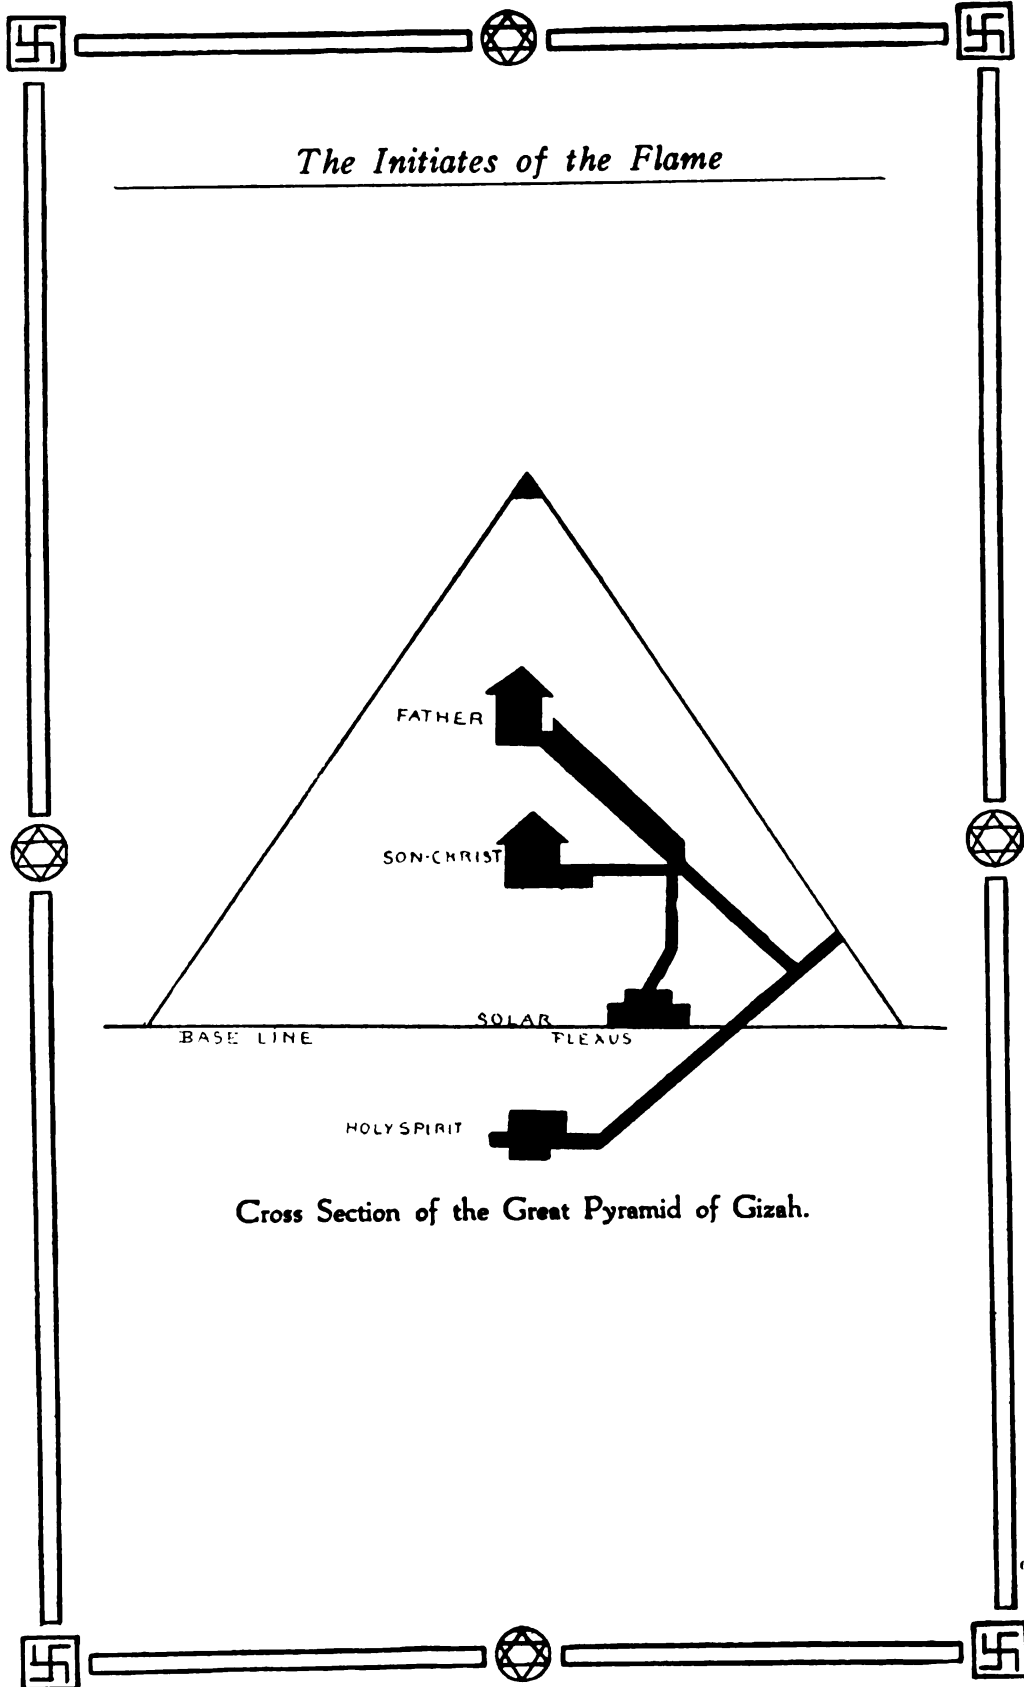 The Initiates of the Flame
FATHER
SON-CHRIST
SOLAR
PLEXUS
BASE LINE
HOLY SPIRIT
Cross Section of the Great Pyramid of Gizah.